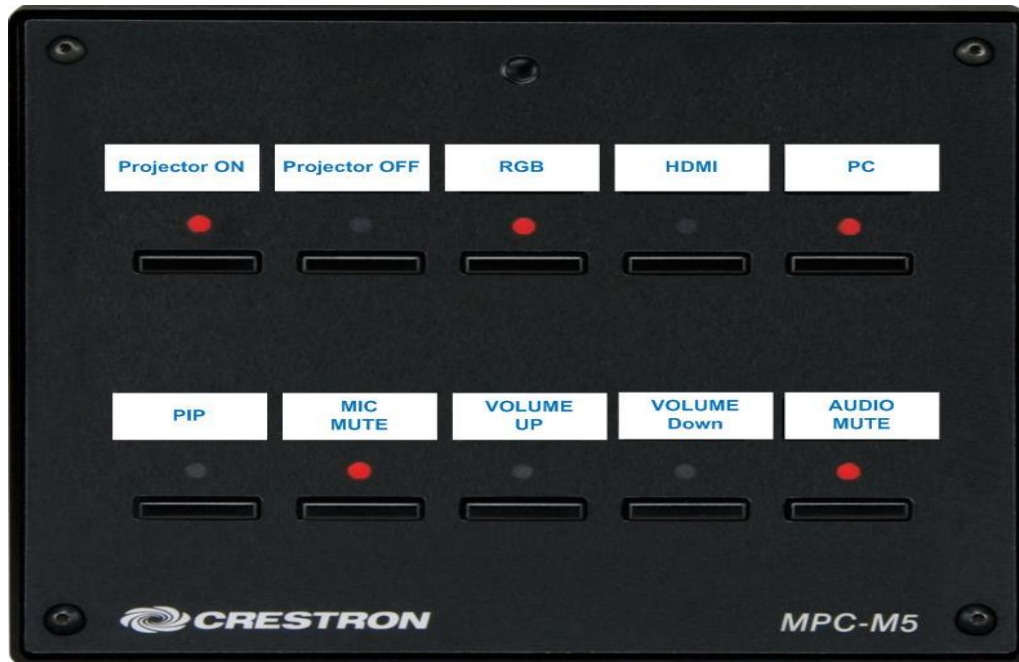 Projector ON
Projector OFF
RGB
HDMI
PC
PIP
MIC
MUTE
VOLUME
UP
VOLUME
Down
AUDIO
MUTE
CRESTRON
MPC-M5